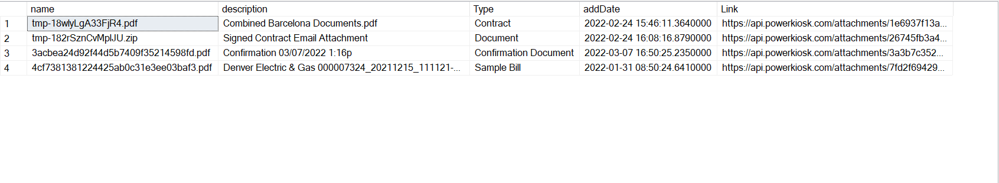 name description Type addDate Link
1 tmp-18wlyLgA33FjR4.pdf Combined Barcelona Documents.pdf Contract 2022-02-24 15:46:11.3640000 https://api.powerkiosk.com/attachments/1e6937f13a...
2 tmp-182rSznCvMplJU.zip Signed Contract Email Attachment Document 2022-02-24 16:08:16.8790000 https://api.powerkiosk.com/attachments/26745fb3a4...
3 3acbea24d92f44d5b7409f35214598fd.pdf Confirmation 03/07/2022 1:16p Confirmation Document 2022-03-07 16:50:25.2350000 https://api.powerkiosk.com/attachments/3a3b7c352...
4 4cf7381381224425ab0c31e3ee03baf3.pdf Denver Electric & Gas 000007324_20211215_111121-... Sample Bill 2022-01-31 08:50:24.6410000 https://api.powerkiosk.com/attachments/7fd2f69429...